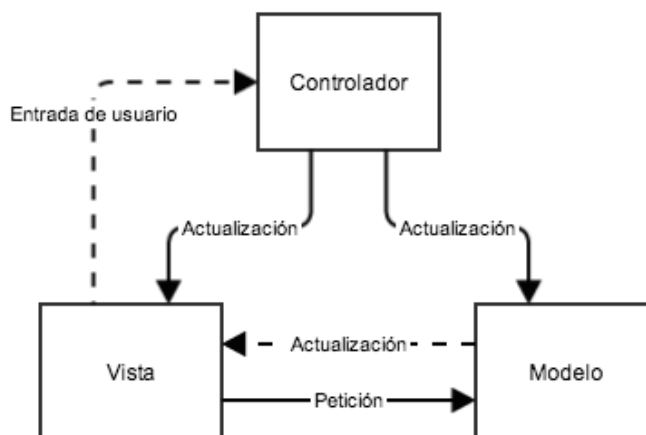 Controlador
Entrada de usuario
Actualización
Actualización
Actualización
Vista
Modelo
Petición